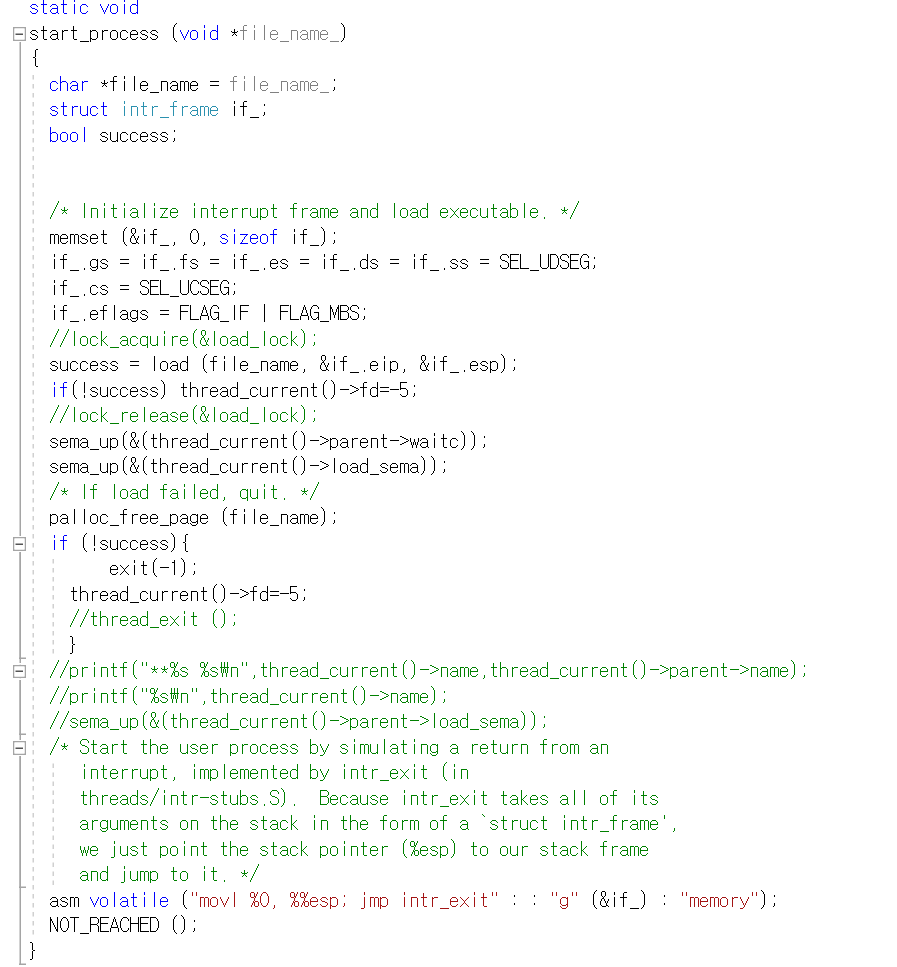 static void
start_process (void *file_name_)
{
char *file_name = file_name_;
struct intr_frame if_;
bool success;
/* Initialize interrupt frame and load executable. */
memset (&if_, 0, sizeof if_);
if_.gs = if_.fs = if_.es = if_.ds = if_.ss = SEL_UDSEG;
if_.cs = SEL_UCSEG;
if_.eflags = FLAG_IF | FLAG_MBS;
//lock_acquire(&load_lock);
success = load (file_name, &if_.eip, &if_.esp);
if(!success) thread_current()->fd=-5;
//lock_release(&load_lock);
sema_up(&(thread_current()->parent->waitc));
sema_up(&(thread_current()->load_sema));
/* If load failed, quit. */
palloc_free_page (file_name);
if (!success){
exit(-1);
thread_current()->fd=-5;
//thread_exit ();
}
//printf("**%s %s₩n",thread_current()->name,thread_current()->parent->name);
//printf("%s₩n",thread_current()->name);
//sema_up(&(thread_current()->parent->load_sema));
/* Start the user process by simulating a return from an
interrupt, implemented by intr_exit (in
threads/intr-stubs.S).  Because intr_exit takes all of its
arguments on the stack in the form of a `struct intr_frame',
we just point the stack pointer (%esp) to our stack frame
and jump to it. */
asm volatile ("movl %0, %%esp; jmp intr_exit" : : "g" (&if_) : "memory");
NOT_REACHED ();
}